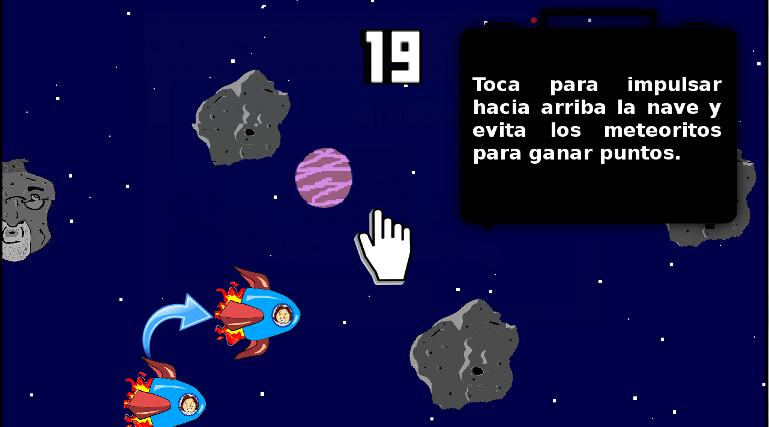 19
Toca para impulsar
hacia arriba la nave y
evita los meteoritos
para ganar puntos.